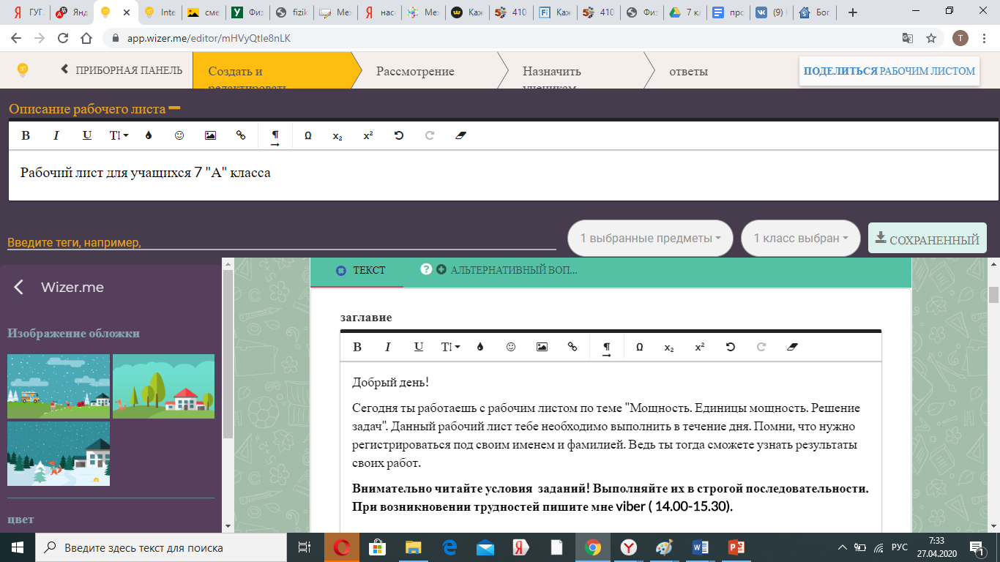 ГУГ.
Янд
Inte
сме
Физ
fizik
Мех
нас
Мех
Каж
410
Каж
410
Физ
7 кл
про
(9)
Бог
app.wizer.me/editor/mHVyQtle8nLK
T
ПРИБОРНАЯ ПАНЕЛЬ
Создать и
редактировать
Рассмотрение
Назначить
ученикам
ответы
ПОДЕЛИТЬСЯ РАБОЧИМ ЛИСТОМ
Описание рабочего листа
B I U T Ω x₂ x²
Рабочий лист для учащихся 7 "А" класса
Введите теги, например,
1 выбранные предметы
1 класс выбран
СОХРАНЕННЫЙ
Wizer.me
Изображение обложки
цвет
ТЕКСТ
АЛЬТЕРНАТИВНЫЙ ВОП...
заглавие
B I U T Ω x₂ x²
Добрый день!
Сегодня ты работаешь с рабочим листом по теме "Мощность. Единицы мощность. Решение
задач". Данный рабочий лист тебе необходимо выполнить в течение дня. Помни, что нужно
регистрироваться под своим именем и фамилией. Ведь ты тогда сможете узнать результаты
своих работ.
Внимательно читайте условия заданий! Выполняйте их в строгой последовательности.
При возникновении трудностей пишите мне viber ( 14.00-15.30).
Введите здесь текст для поиска
РУС
7:33
27.04.2020
1